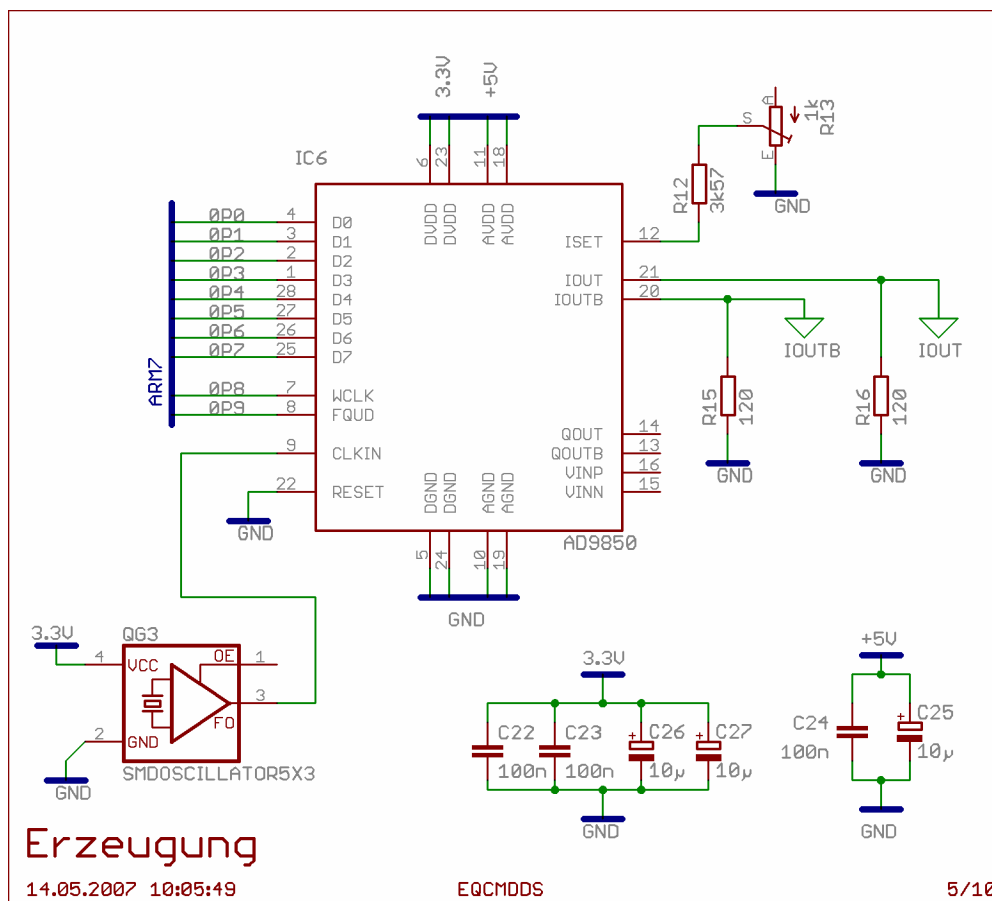 3.3V
+5V
6
23
11
18
IC6
DVDD
DVDD
AVDD
AVDD
A
S
E
1k
R13
R12
3k57
GND
0P0
4
D0
0P1
3
D1
0P2
2
D2
0P3
1
D3
0P4
28
D4
0P5
27
D5
0P6
26
D6
0P7
25
D7
0P8
7
WCLK
0P9
8
FQUD
ARM7
9
CLKIN
22
RESET
GND
ISET
12
IOUT
21
IOUTB
20
IOUTB
IOUT
R15
120
R16
120
GND
GND
QOUT
14
QOUTB
13
VINP
16
VINN
15
DGND
DGND
AGND
AGND
AD9850
5
24
10
19
GND
3.3V
QG3
4
VCC
OE
1
3
FO
2
GND
SMDOSCILLATOR5X3
GND
3.3V
C22
100n
C23
100n
+
C26
10µ
+
C27
10µ
GND
+5V
C24
100n
+
C25
10µ
GND
Erzeugung
14.05.2007 10:05:49
EQCMDDS
5/10